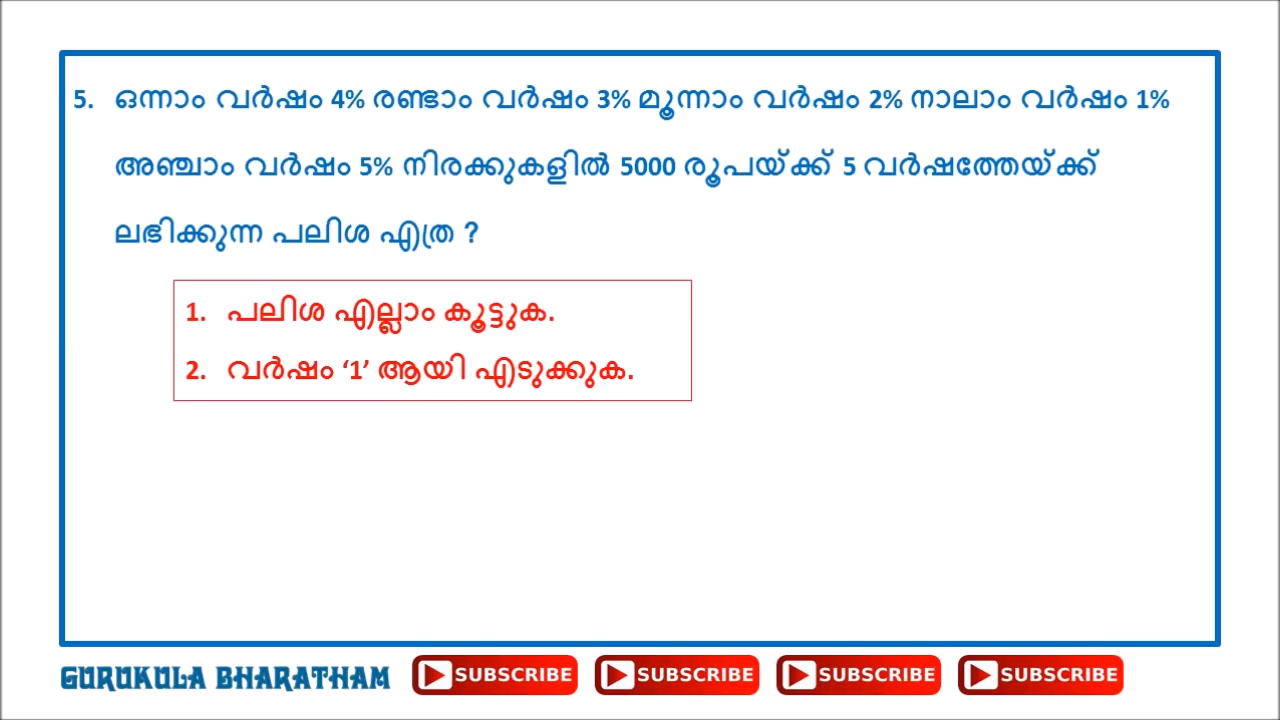 5. ഒന്നാം വർഷം 4% രണ്ടാം വർഷം 3% മൂന്നാം വർഷം 2% നാലാം വർഷം 1%
അഞ്ചാം വർഷം 5% നിരക്കുകളിൽ 5000 രൂപയ്ക്ക് 5 വർഷത്തേയ്ക്ക്
ലഭിക്കുന്ന പലിശ എത്ര ?
1. പലിശ എല്ലാം കൂട്ടുക.
2. വർഷം ‘1’ ആയി എടുക്കുക.
GURUKULA BHARATHAM SUBSCRIBE SUBSCRIBE SUBSCRIBE SUBSCRIBE